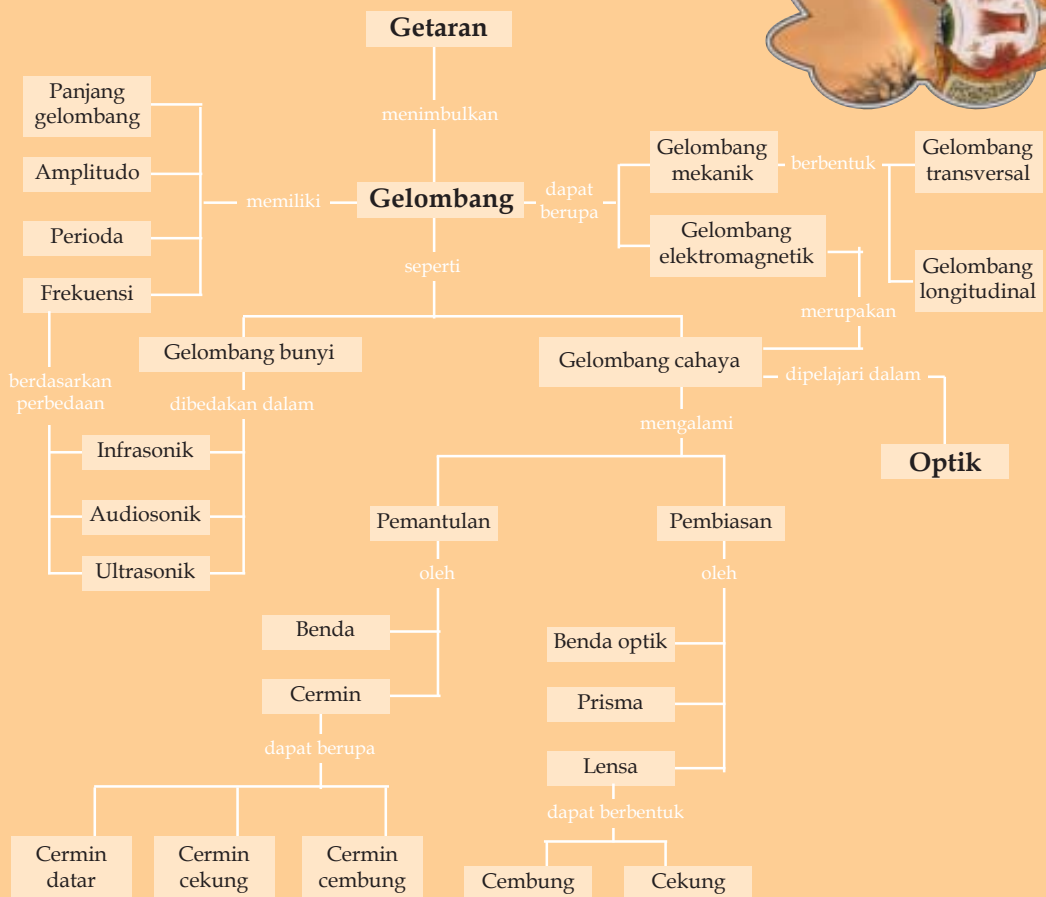 Getaran
menimbulkan
Panjang
gelombang
Amplitudo
Perioda
Frekuensi
memiliki
Gelombang
dapat
berupa
Gelombang
mekanik
berbentuk
Gelombang
transversal
Gelombang
longitudinal
Gelombang
elektromagnetik
merupakan
seperti
Gelombang bunyi
Gelombang cahaya
dipelajari dalam
Optik
berdasarkan
perbedaan
dibedakan dalam
Infrasonik
Audiosonik
Ultrasonik
mengalami
Pemantulan
Pembiasan
oleh
oleh
Benda
Cermin
dapat berupa
Cermin
datar
Cermin
cekung
Cermin
cembung
Benda optik
Prisma
Lensa
dapat berbentuk
Cembung
Cekung